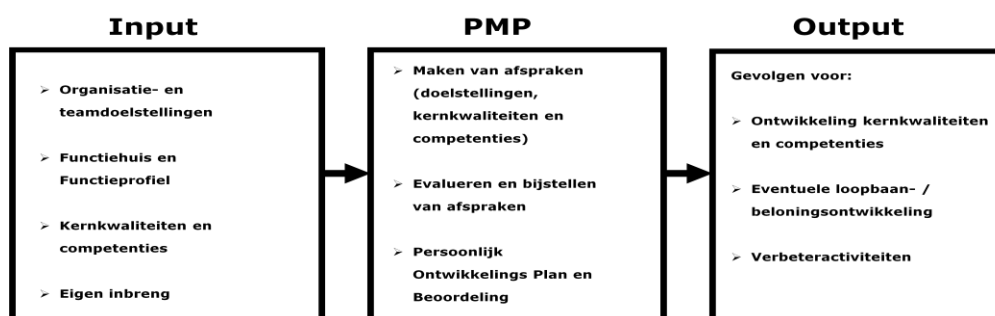 Input
Organisatie- en
teamdoelstellingen
Functiehuis en
Functieprofiel
Kernkwaliteiten en
competenties
Eigen inbreng
PMP
Maken van afspraken
(doelstellingen,
kernkwaliteiten en
competenties)
Evalueren en bijstellen
van afspraken
Persoonlijk
Ontwikkelings Plan en
Beoordeling
Output
Gevolgen voor:
Ontwikkeling kernkwaliteiten
en competenties
Eventuele loopbaan- /
beloningsontwikkeling
Verbeteractiviteiten